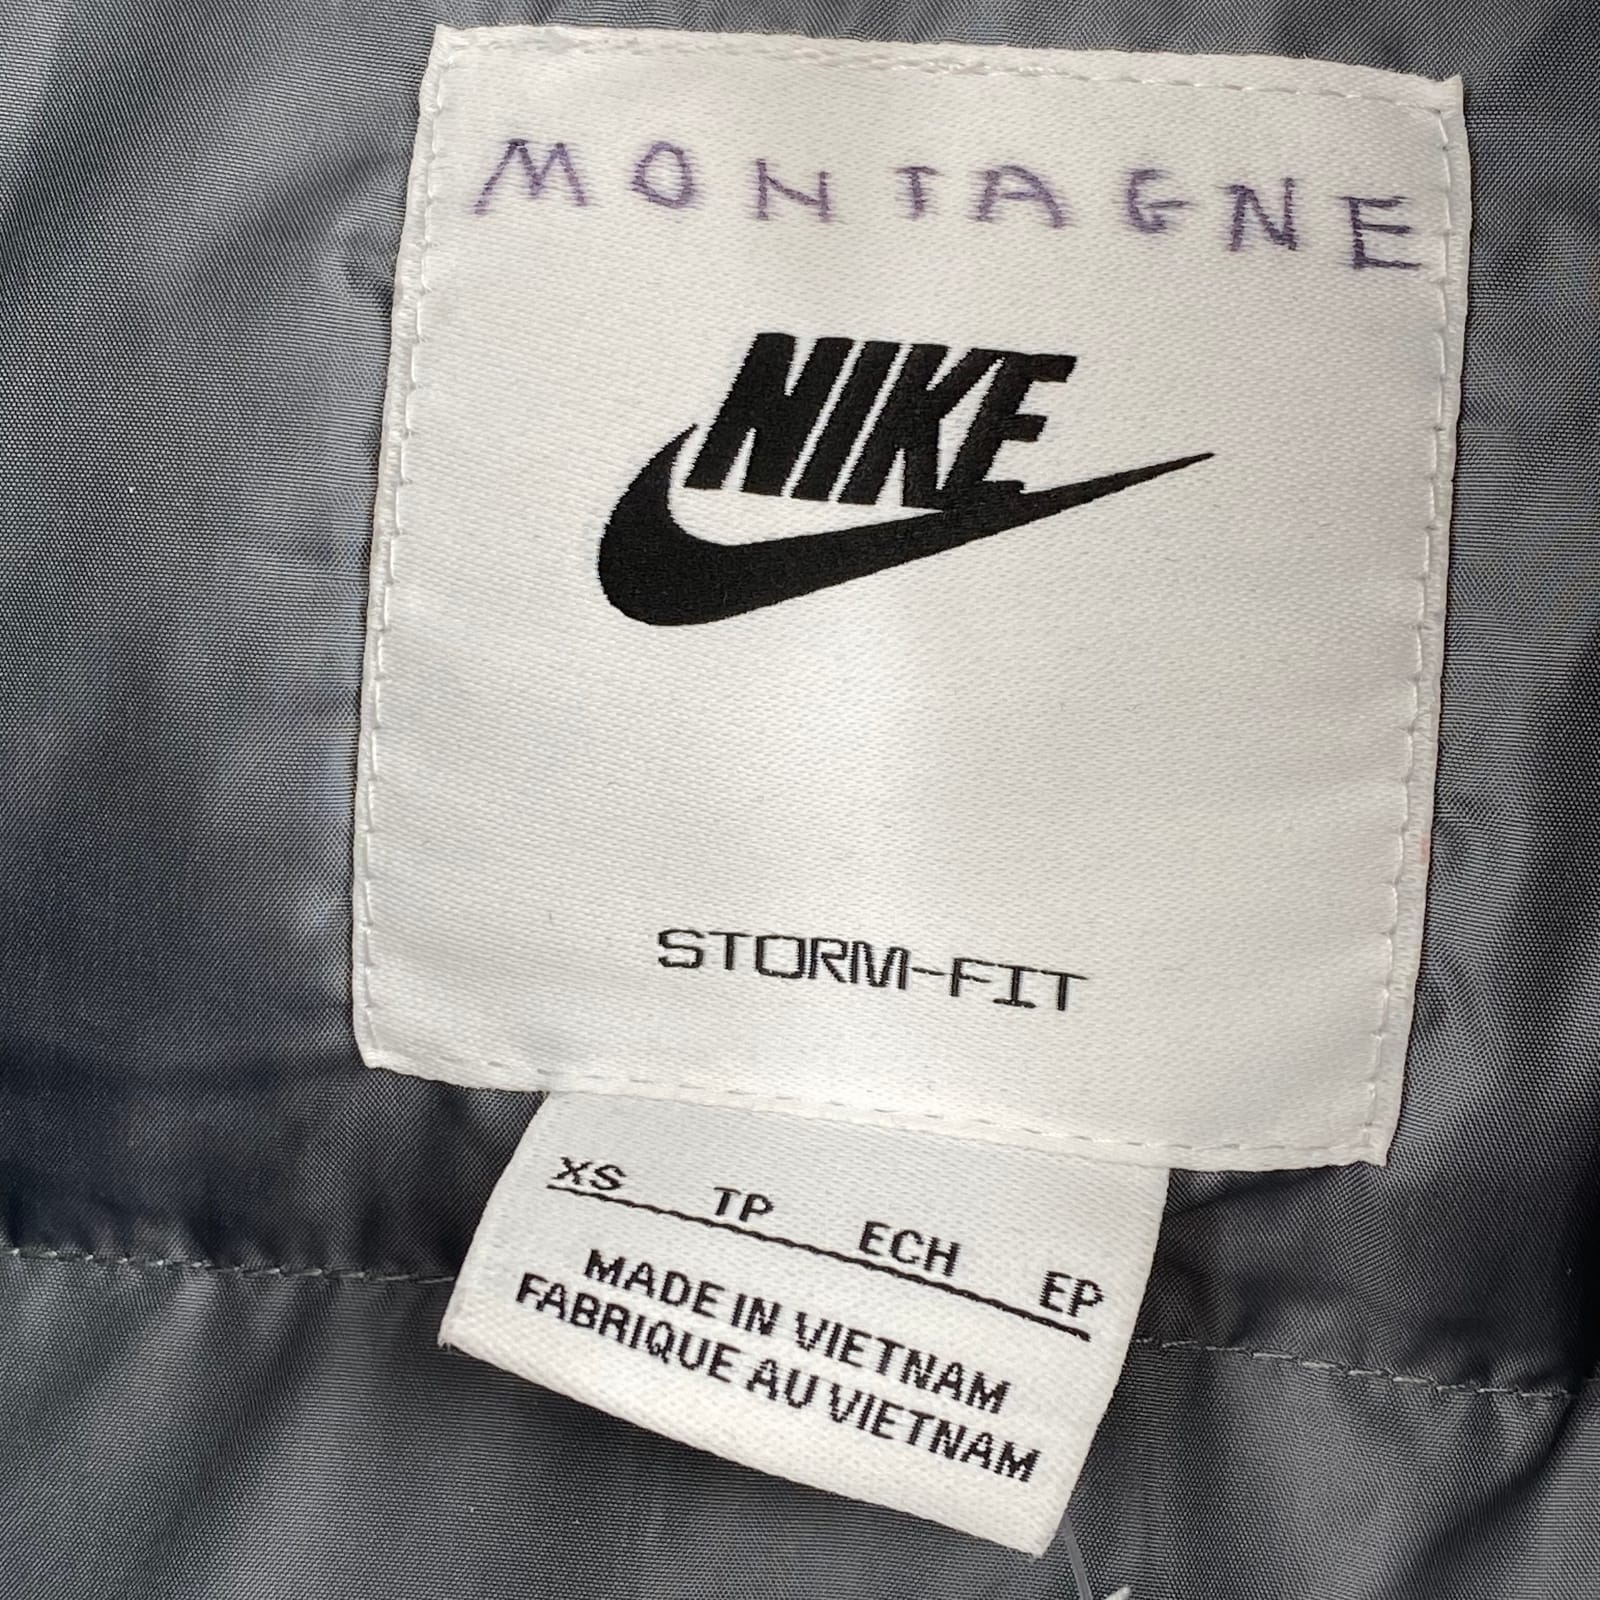 MONTAGNE
NIKE
STORM-FIT
XS TP ECH EP
MADE IN VIETNAM
FABRIQUE AU VIETNAM